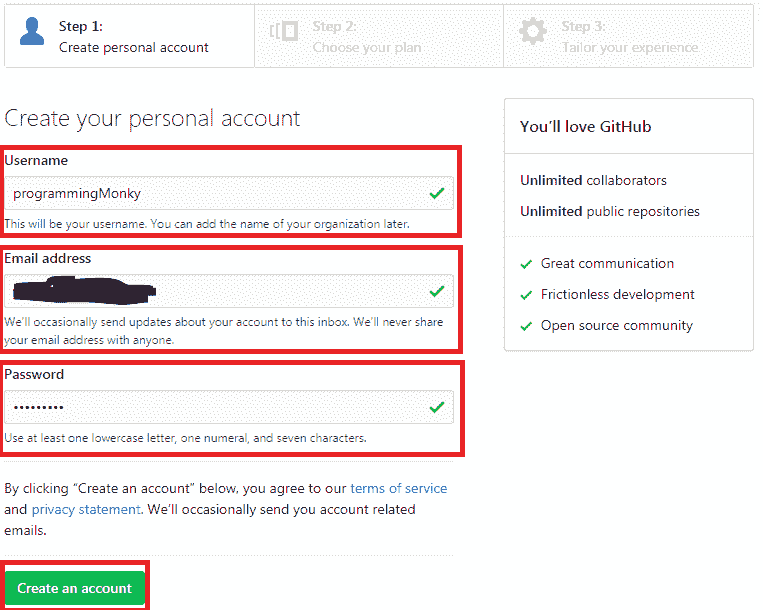 Step 1:
Create personal account
Step 2:
Choose your plan
Step 3:
Tailor your experience
Create your personal account
Username
programmingMonky
This will be your username. You can add the name of your organization later.
Email address
We'll occasionally send updates about your account to this inbox. We'll never share
your email address with anyone.
Password
•••••••••
Use at least one lowercase letter, one numeral, and seven characters.
By clicking “Create an account” below, you agree to our terms of service
and privacy statement. We'll occasionally send you account related
emails.
Create an account
You'll love GitHub
Unlimited collaborators
Unlimited public repositories
Great communication
Frictionless development
Open source community